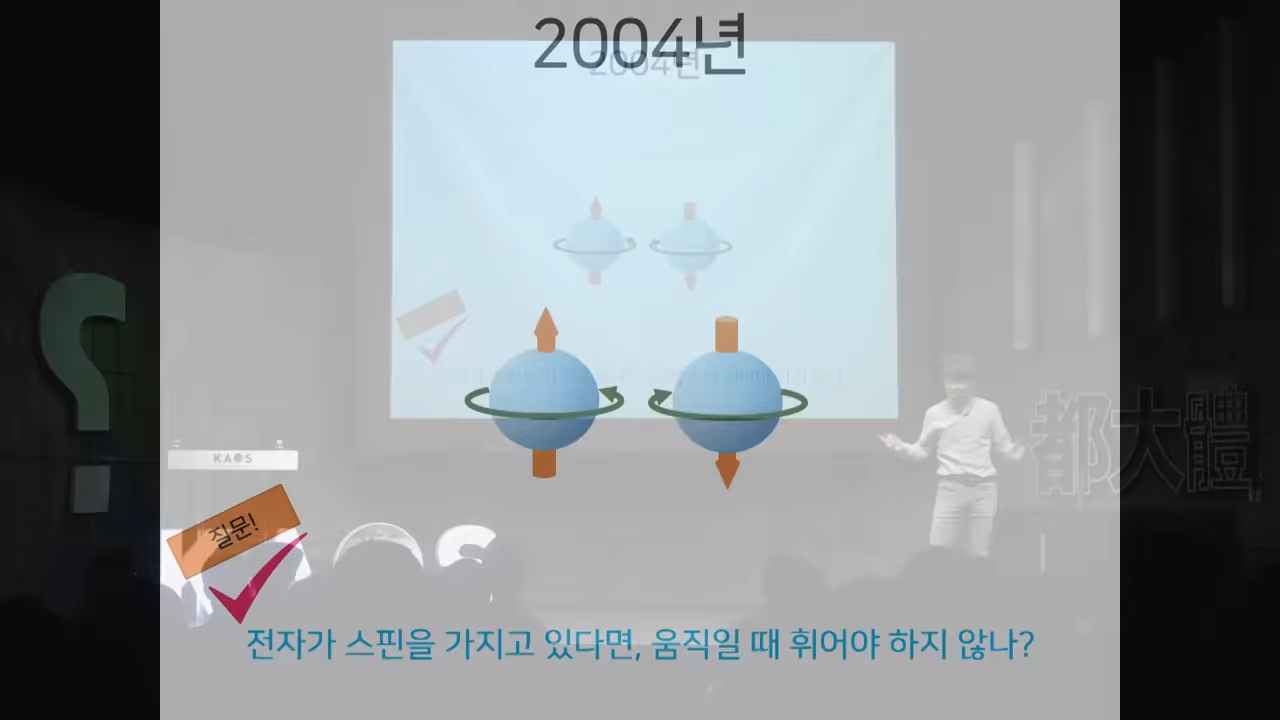 2004년
2004년
KAOS
都大體
질문!
전자가 스핀을 가지고 있다면, 움직일 때 휘어야 하지 않나?